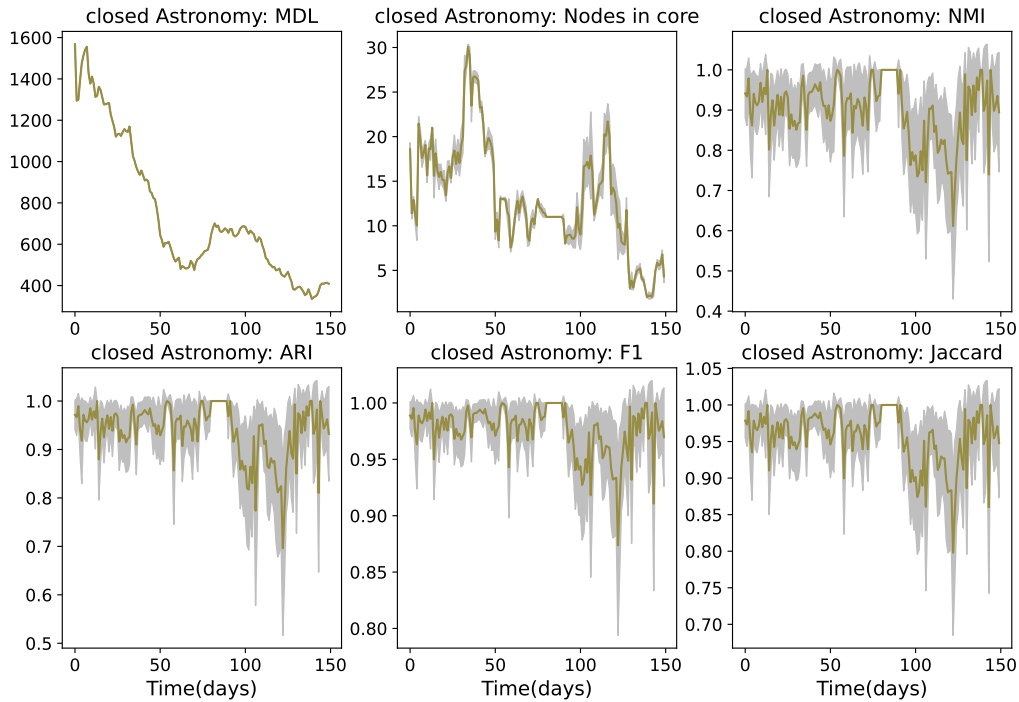 closed Astronomy: MDL
1600
1400
1200
1000
800
600
400
0 50 100 150
closed Astronomy: Nodes in core
30
25
20
15
10
5
0 50 100 150
closed Astronomy: NMI
1.0
0.9
0.8
0.7
0.6
0.5
0.4
0 50 100 150
closed Astronomy: ARI
1.0
0.9
0.8
0.7
0.6
0.5
0 50 100 150
Time(days)
closed Astronomy: F1
1.00
0.95
0.90
0.85
0.80
0 50 100 150
Time(days)
closed Astronomy: Jaccard
1.05
1.00
0.95
0.90
0.85
0.80
0.75
0.70
0 50 100 150
Time(days)